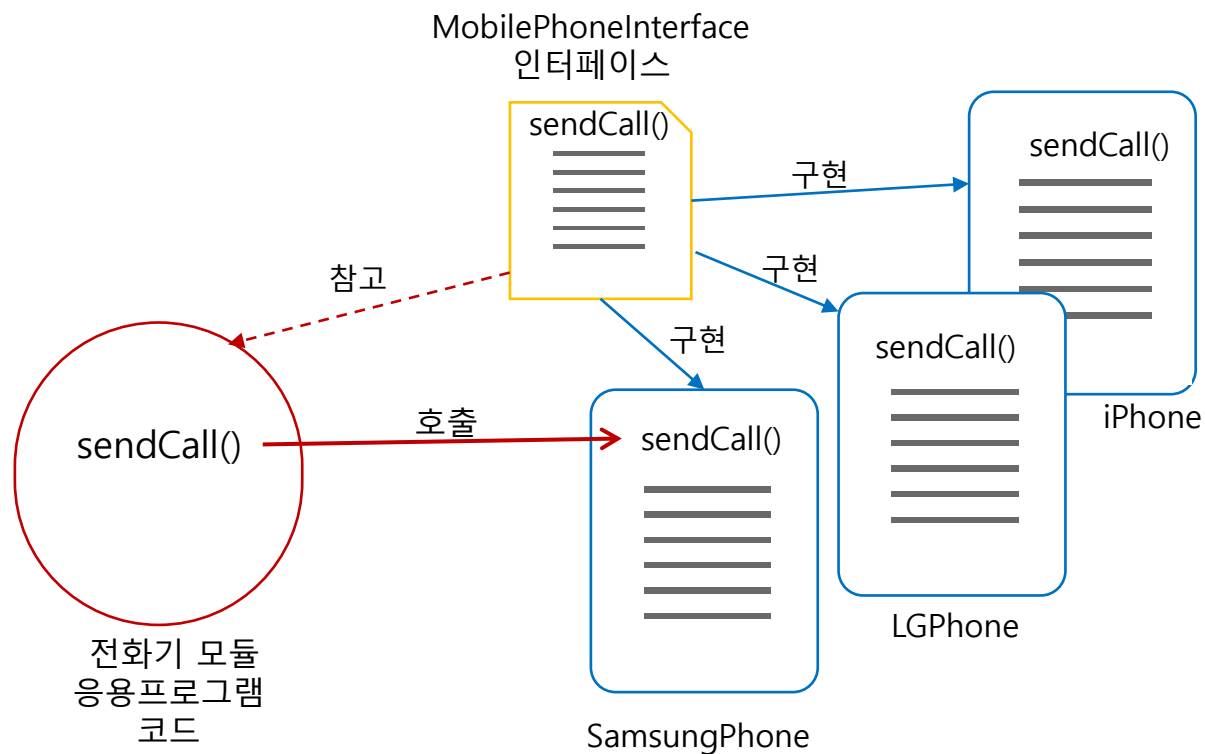 MobilePhoneInterface
인터페이스
sendCall()
구현
sendCall()
참고
구현
구현
sendCall()
iPhone
sendCall()
호출
sendCall()
LGPhone
전화기 모듈
응용프로그램
코드
SamsungPhone